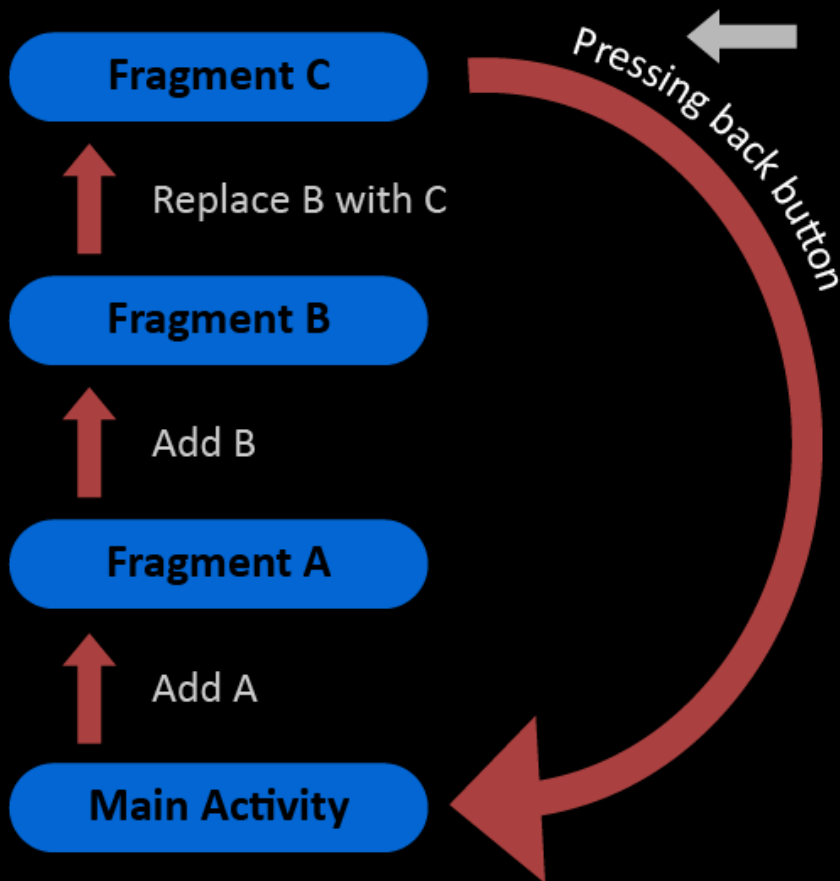 Fragment C
Pressing back button
Replace B with C
Fragment B
Add B
Fragment A
Add A
Main Activity